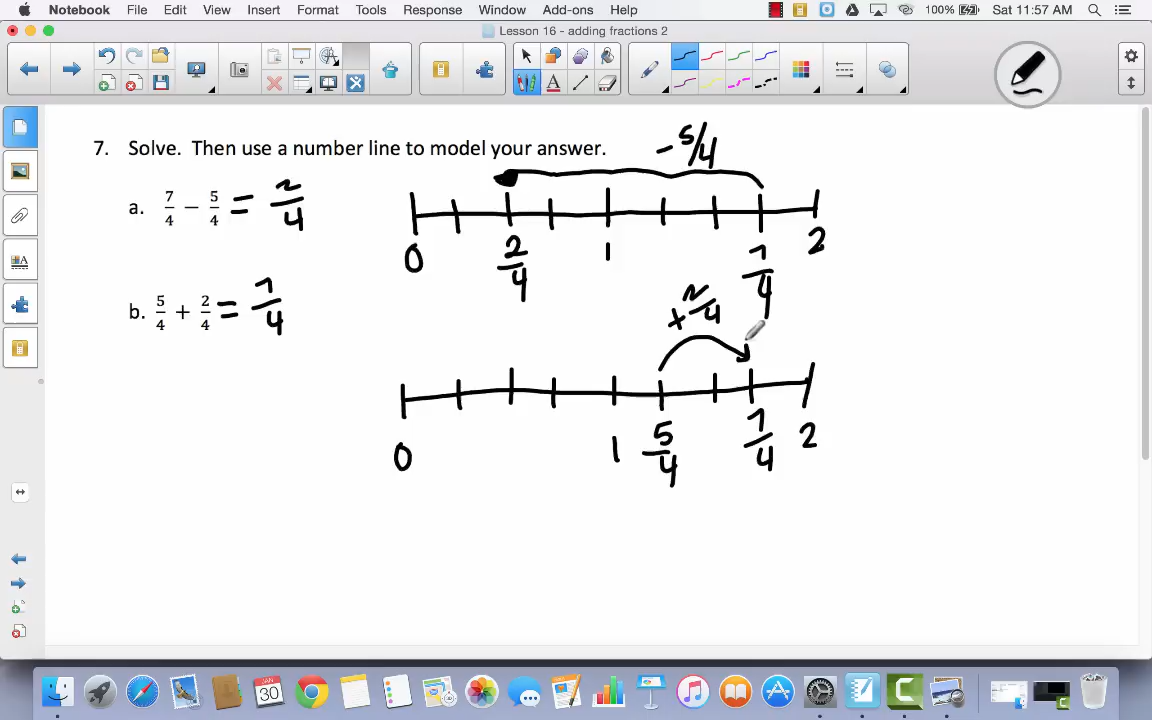 Notebook File Edit View Insert Format Tools Response Window Add-ons Help 100% Sat 11:57 AM
Lesson 16 - adding fractions 2
7. Solve. Then use a number line to model your answer.
-5/4
a. 7/4 − 5/4 = 2/4
0 2/4 1 7/4 2
+2/4
b. 5/4 + 2/4 = 7/4
0 1 5/4 7/4 2
JAN
30